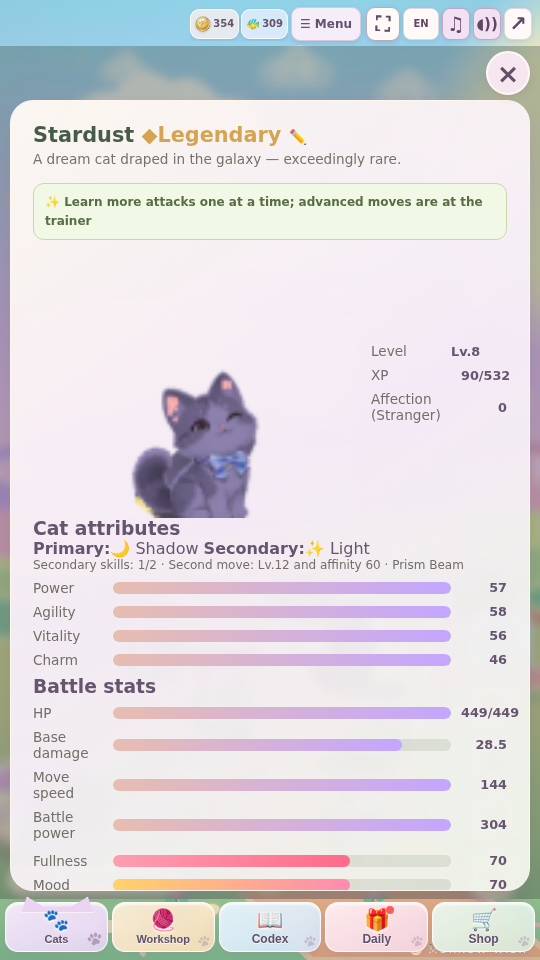 354
309
☰ Menu
EN
Stardust ◆Legendary
A dream cat draped in the galaxy — exceedingly rare.
✨ Learn more attacks one at a time; advanced moves are at the
trainer
Level Lv.8
XP 90/532
Affection
(Stranger) 0
Cat attributes
Primary:🌙 Shadow Secondary:✨ Light
Secondary skills: 1/2 · Second move: Lv.12 and affinity 60 · Prism Beam
Power 57
Agility 58
Vitality 56
Charm 46
Battle stats
HP 449/449
Base
damage 28.5
Move
speed 144
Battle
power 304
Fullness 70
Mood 70
Cats
Workshop
Codex
Daily
Shop